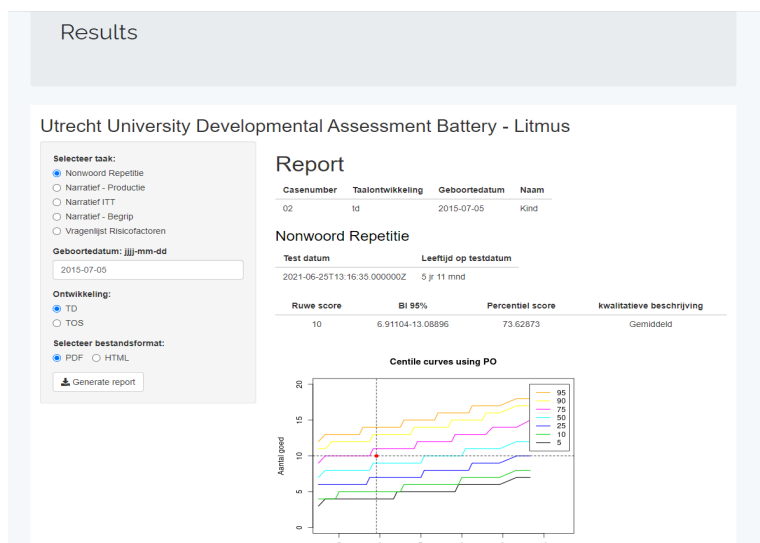 Results
Utrecht University Developmental Assessment Battery - Litmus
Selecteer taak:
Nonwoord Repetitie
Narratief - Productie
Narratief ITT
Narratief - Begrip
Vragenlijst Risicofactoren
Geboortedatum: jjjj-mm-dd
2015-07-05
Ontwikkeling:
TD
TOS
Selecteer bestandsformat:
PDF HTML
Generate report
Report
Casenumber Taalontwikkeling Geboortedatum Naam
02 td 2015-07-05 Kind
Nonwoord Repetitie
Test datum Leeftijd op testdatum
2021-06-25T13:16:35.000000Z 5 jr 11 mnd
Ruwe score BI 95% Percentiel score kwalitatieve beschrijving
10 6.91104-13.08896 73.62873 Gemiddeld
Centile curves using PO
Aantal goed
20
15
10
5
0
95
90
75
50
25
10
5